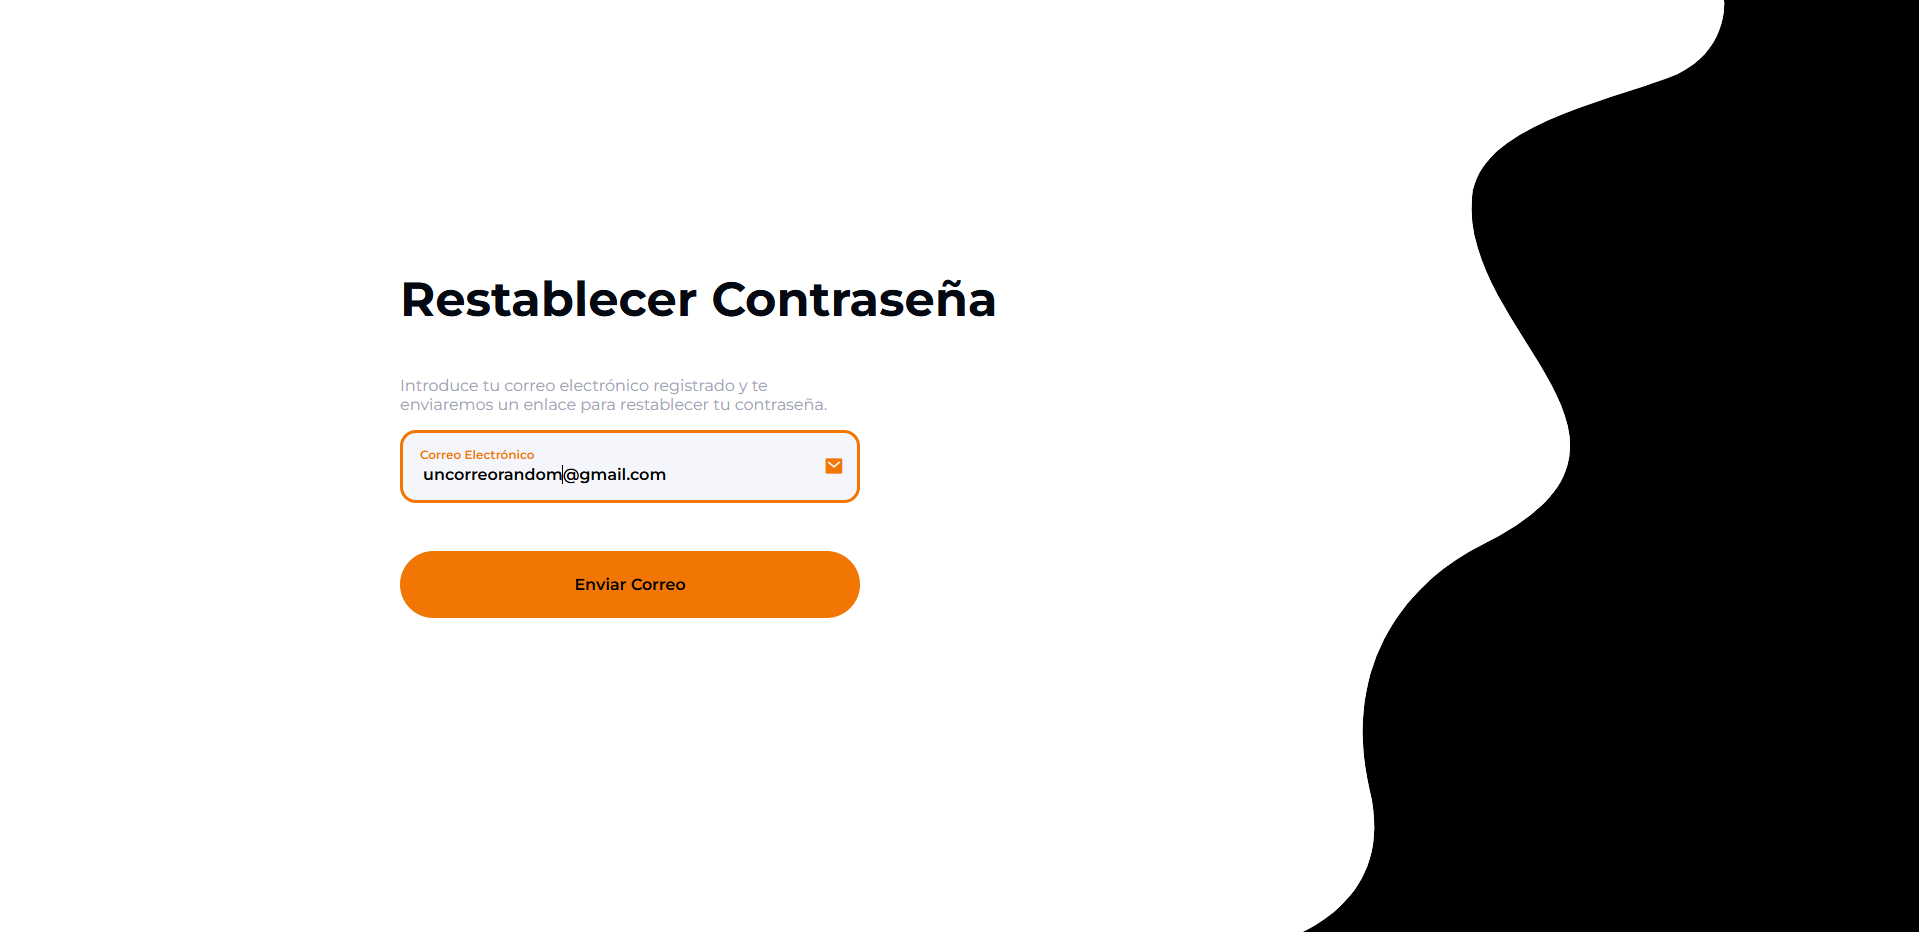 Restablecer Contraseña
Introduce tu correo electrónico registrado y te
enviaremos un enlace para restablecer tu contraseña.
Correo Electrónico
uncorreorandom@gmail.com
Enviar Correo